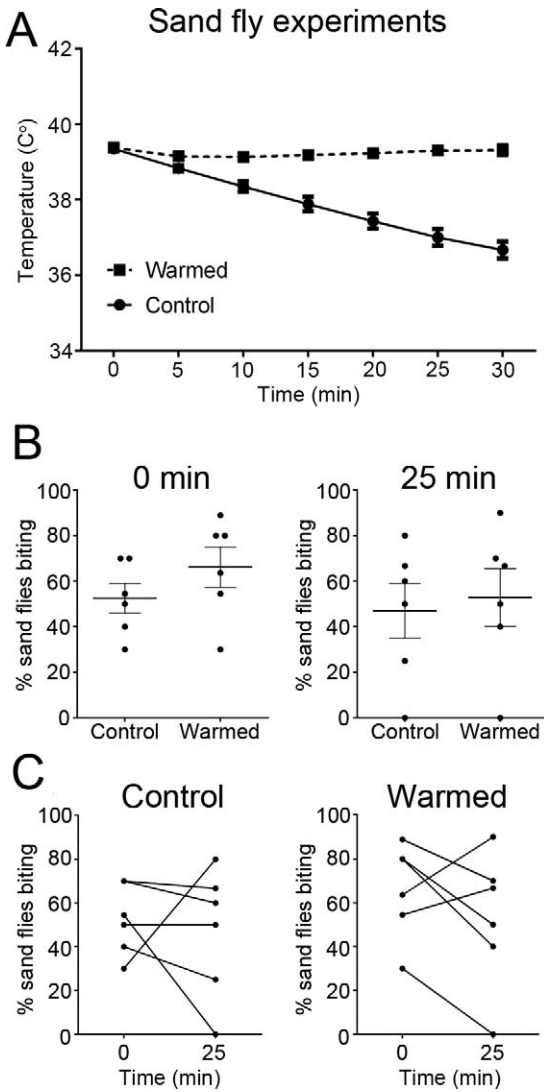 A
Sand fly experiments
42
40
38
36
34
Temperature (Cº)
Warmed
Control
0 5 10 15 20 25 30
Time (min)
B
0 min
100
80
60
40
20
0
% sand flies biting
Control Warmed
25 min
100
80
60
40
20
0
% sand flies biting
Control Warmed
C
Control
100
80
60
40
20
0
% sand flies biting
0 25
Time (min)
Warmed
100
80
60
40
20
0
% sand flies biting
0 25
Time (min)